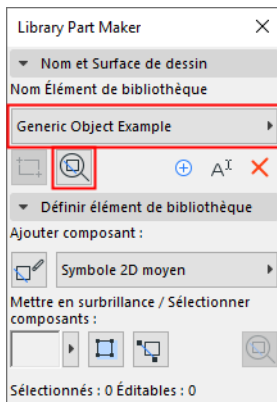 Library Part Maker
Nom et Surface de dessin
Nom Élément de bibliothèque
Generic Object Example
Définir élément de bibliothèque
Ajouter composant :
Symbole 2D moyen
Mettre en surbrillance / Sélectionner
composants :
Sélectionnés : 0 Éditables : 0